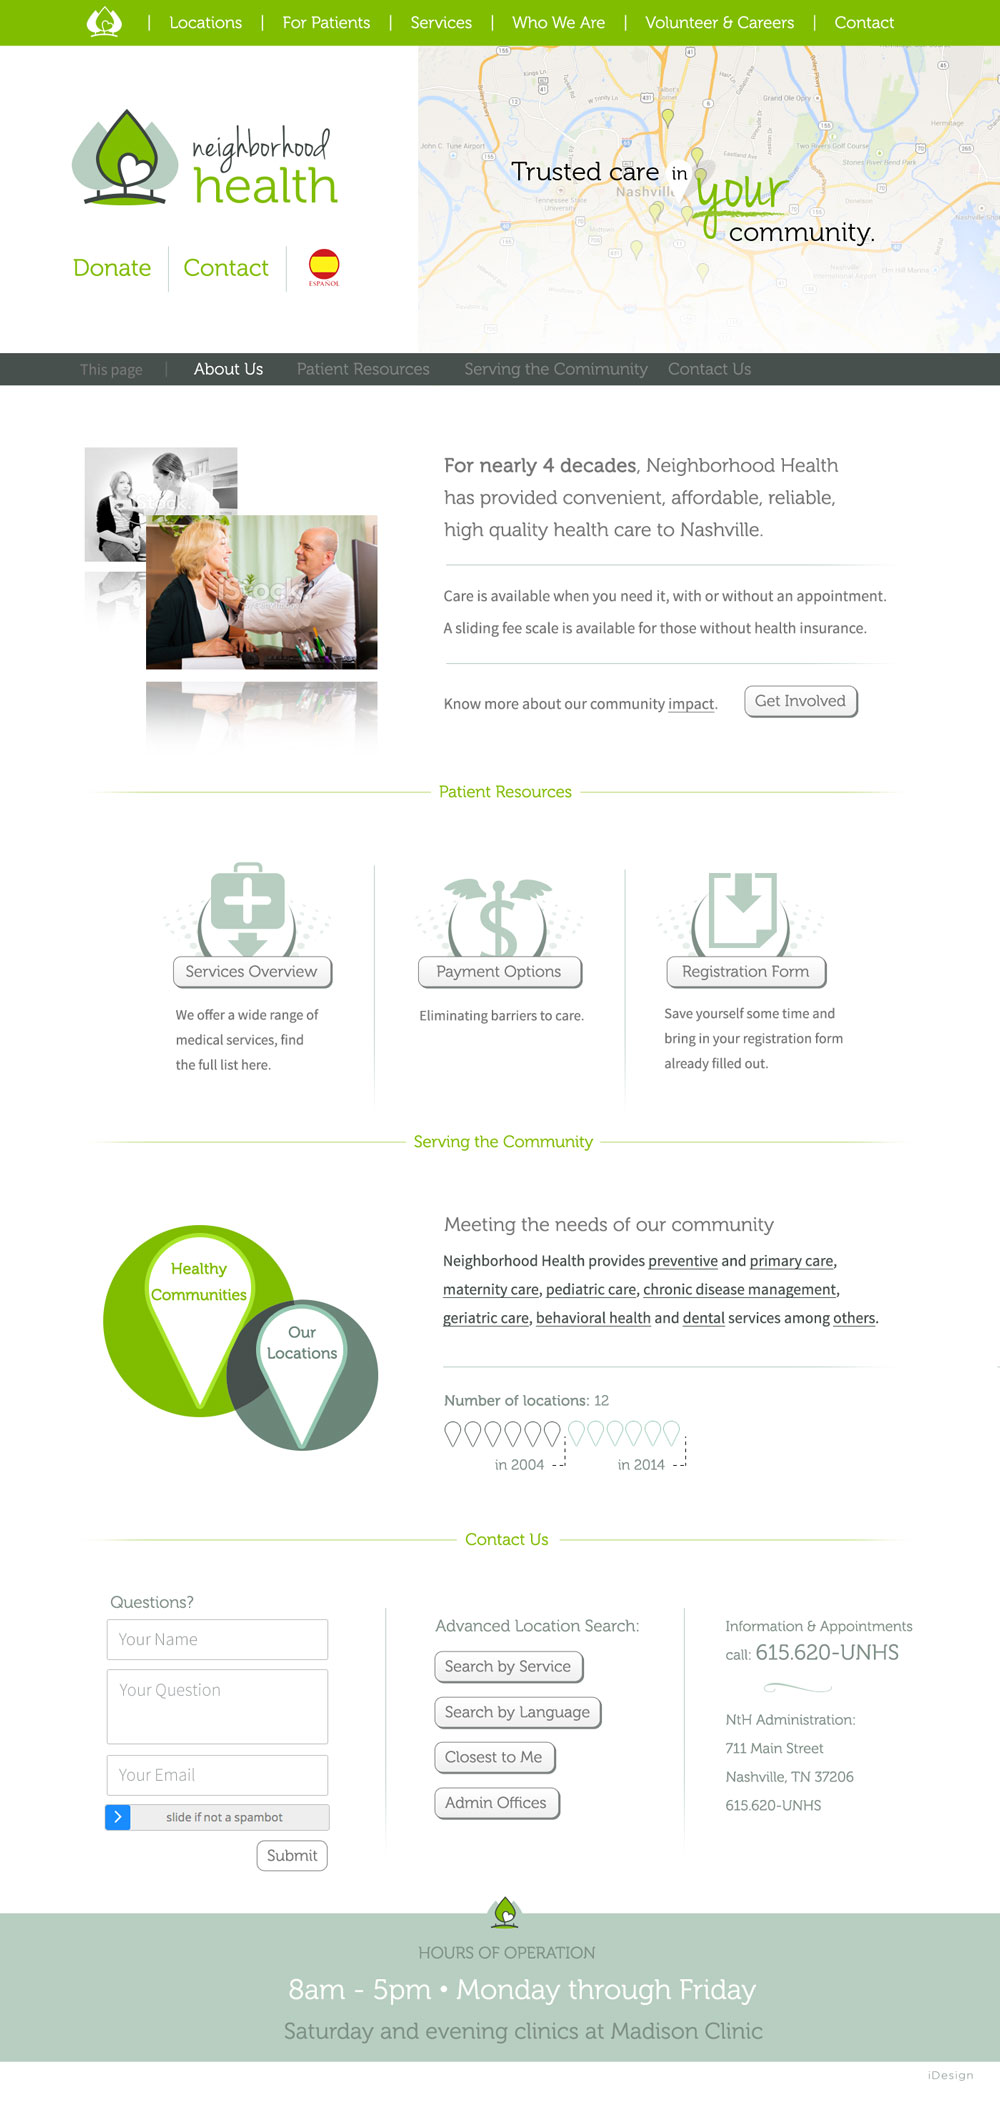 Locations | For Patients | Services | Who We Are | Volunteer & Careers | Contact
neighborhood
health
Donate
Contact
ESPAÑOL
Trusted care in your
community.
Nashville
This page | About Us Patient Resources Serving the Comimunity Contact Us
For nearly 4 decades, Neighborhood Health
has provided convenient, affordable, reliable,
high quality health care to Nashville.
iStock
Care is available when you need it, with or without an appointment.
A sliding fee scale is available for those without health insurance.
Know more about our community impact.
Get Involved
Patient Resources
Services Overview
We offer a wide range of
medical services, find
the full list here.
Payment Options
Eliminating barriers to care.
Registration Form
Save yourself some time and
bring in your registration form
already filled out.
Serving the Community
Healthy
Communities
Our
Locations
Meeting the needs of our community
Neighborhood Health provides preventive and primary care,
maternity care, pediatric care, chronic disease management,
geriatric care, behavioral health and dental services among others.
Number of locations: 12
in 2004
in 2014
Contact Us
Questions?
Your Name
Your Question
Your Email
slide if not a spambot
Submit
Advanced Location Search:
Search by Service
Search by Language
Closest to Me
Admin Offices
Information & Appointments
call: 615.620-UNHS
NtH Administration:
711 Main Street
Nashville, TN 37206
615.620-UNHS
HOURS OF OPERATION
8am - 5pm • Monday through Friday
Saturday and evening clinics at Madison Clinic
iDesign